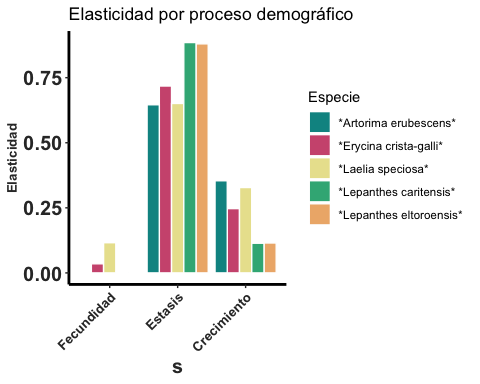 Elasticidad por proceso demográfico
Elasticidad
0.75
0.50
0.25
0.00
Fecundidad
Estasis
Crecimiento
s
Especie
*Artorima erubescens*
*Erycina crista-galli*
*Laelia speciosa*
*Lepanthes caritensis*
*Lepanthes eltoroensis*